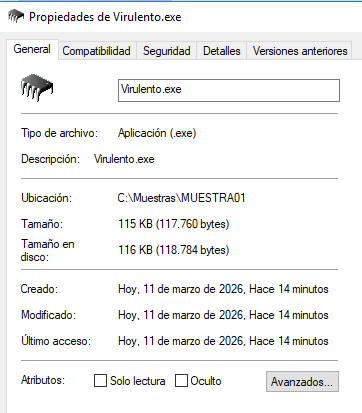 Propiedades de Virulento.exe
General Compatibilidad Seguridad Detalles Versiones anteriores
Virulento.exe
Tipo de archivo: Aplicación (.exe)
Descripción: Virulento.exe
Ubicación: C:\Muestras\MUESTRA01
Tamaño: 115 KB (117.760 bytes)
Tamaño en disco: 116 KB (118.784 bytes)
Creado: Hoy, 11 de marzo de 2026, Hace 14 minutos
Modificado: Hoy, 11 de marzo de 2026, Hace 14 minutos
Último acceso: Hoy, 11 de marzo de 2026, Hace 14 minutos
Atributos: Solo lectura Oculto Avanzados...